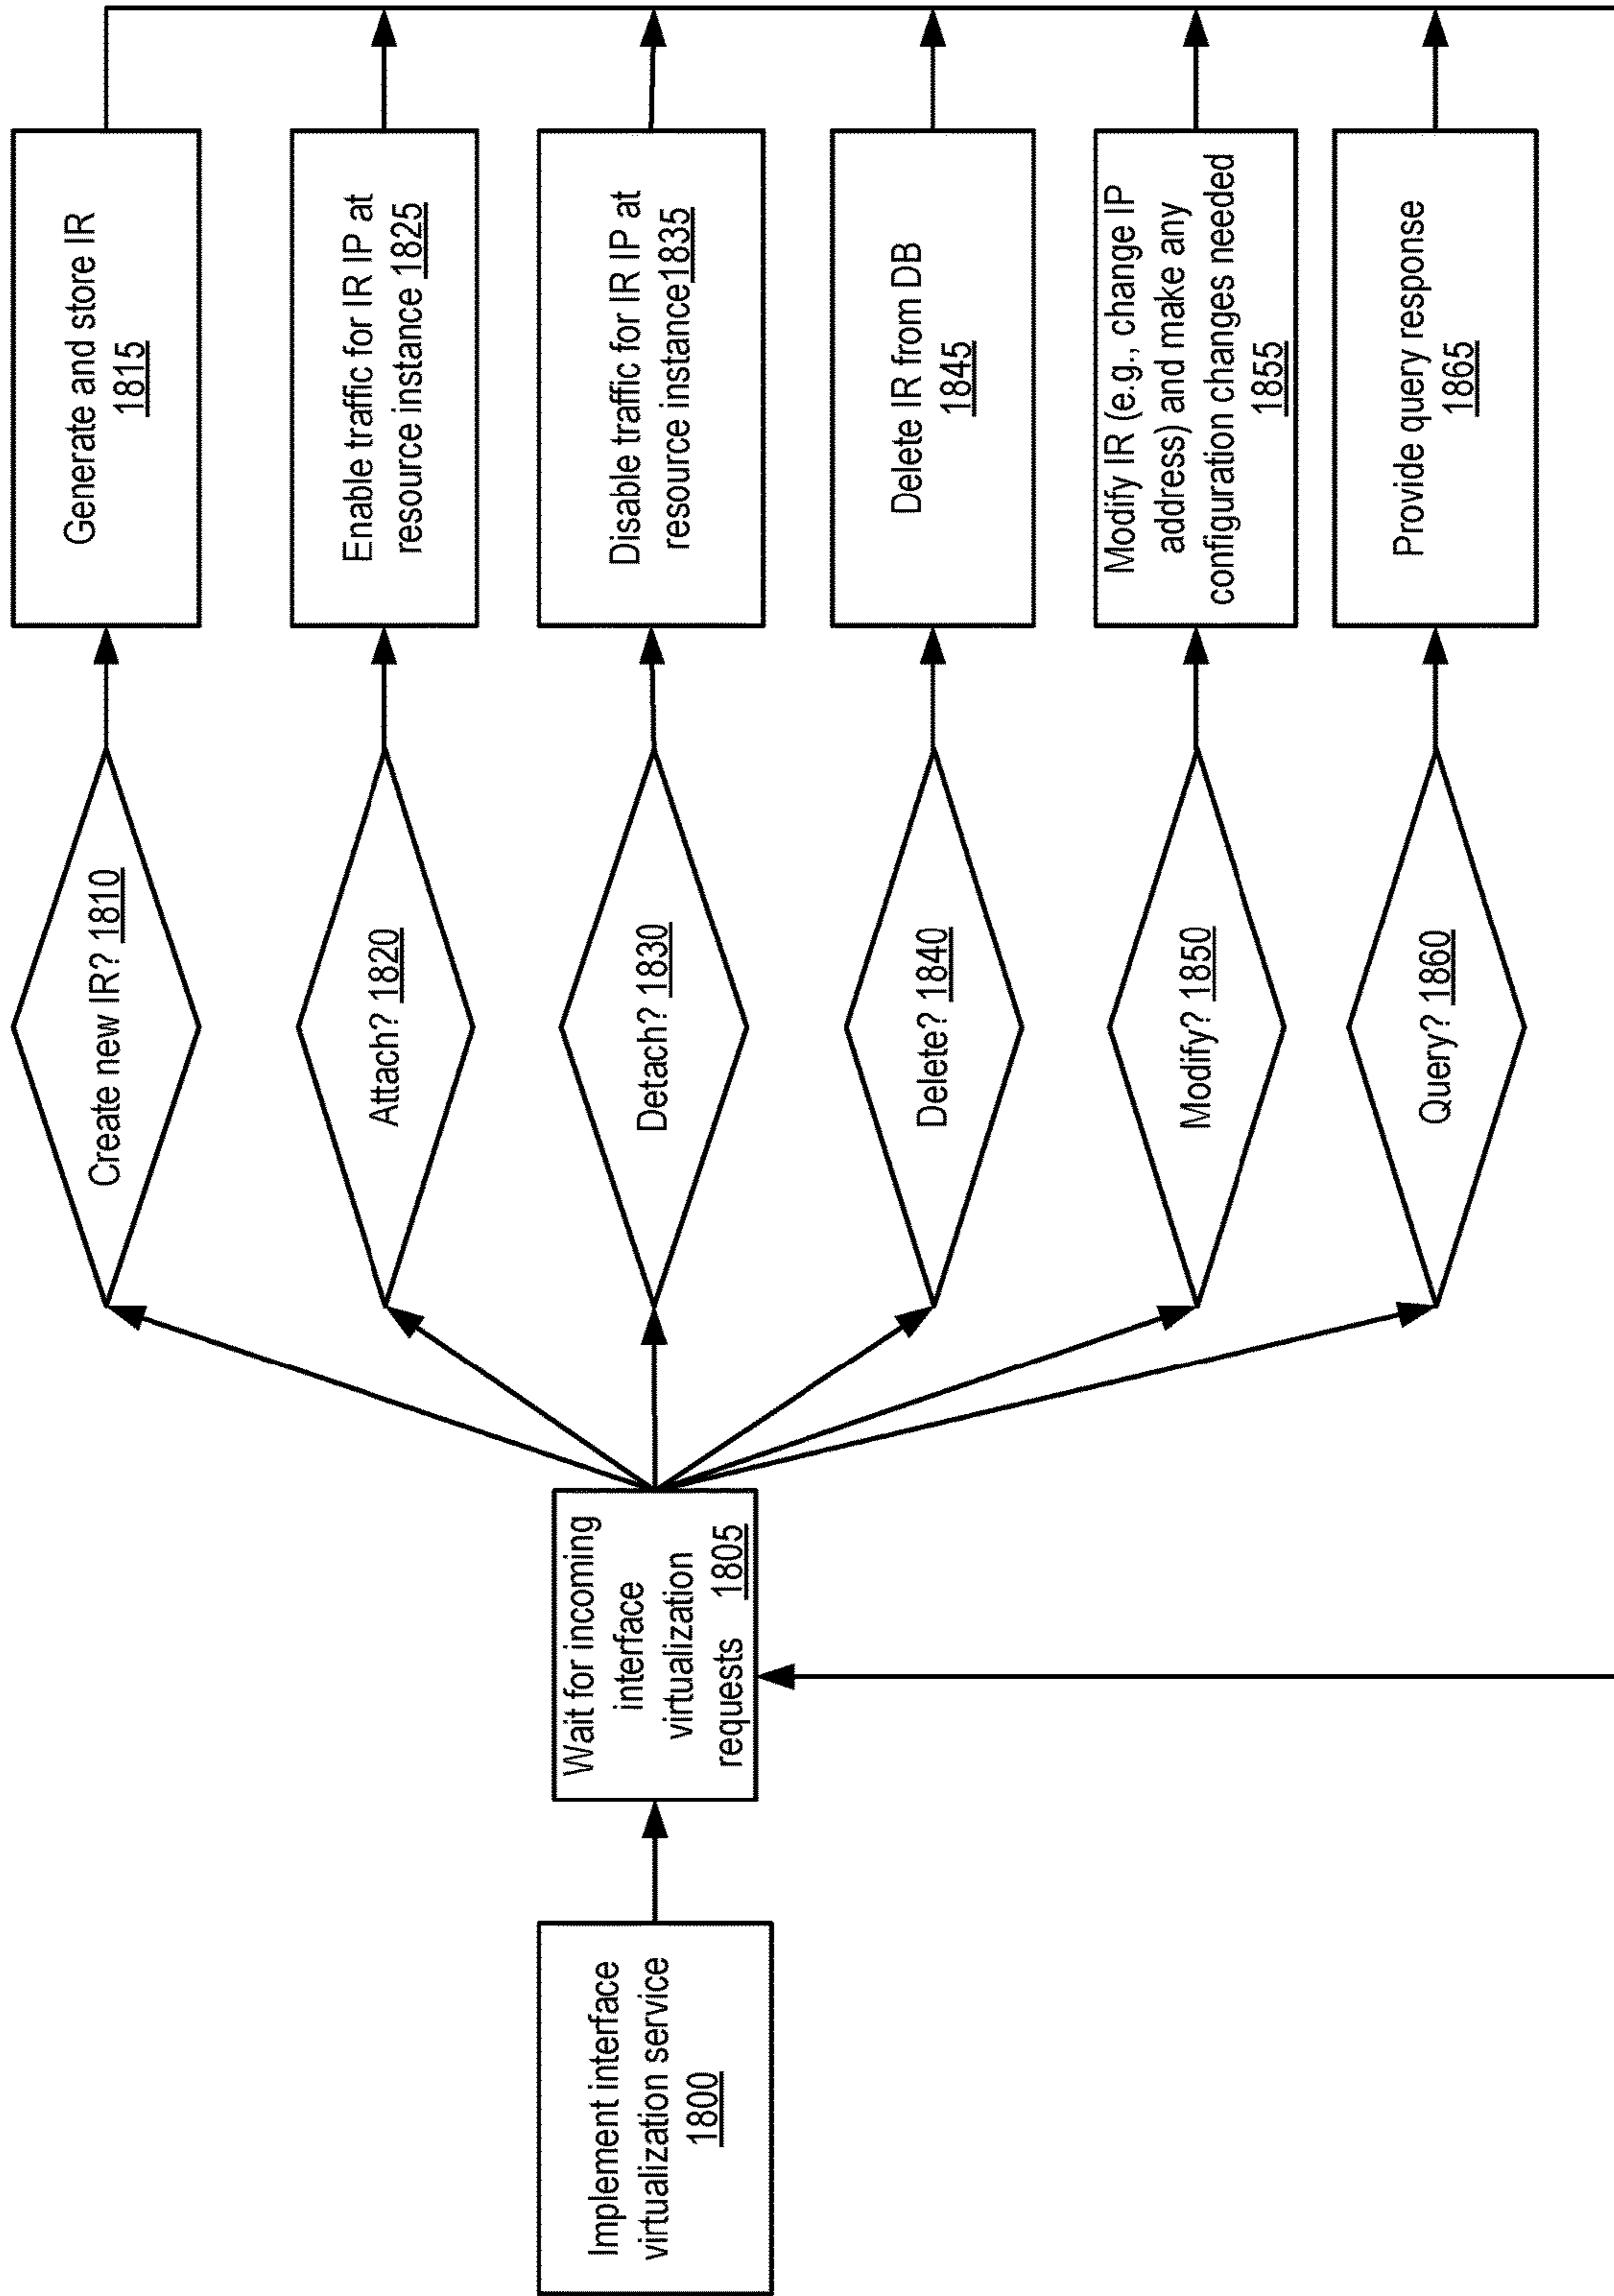 Implement interface
virtualization service
1800
Wait for incoming
interface
virtualization
requests 1805
Create new IR? 1810
Generate and store IR
1815
Attach? 1820
Enable traffic for IR IP at
resource instance 1825
Detach? 1830
Disable traffic for IR IP at
resource instance1835
Delete? 1840
Delete IR from DB
1845
Modify? 1850
Modify IR (e.g., change IP
address) and make any
configuration changes needed
1855
Query? 1860
Provide query response
1865